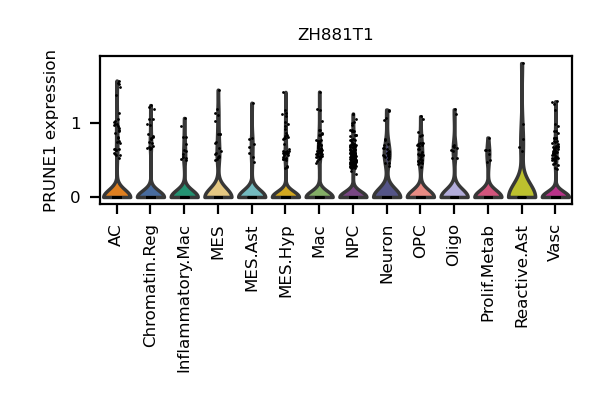 ZH881T1
PRUNE1 expression
1
0
AC
Chromatin.Reg
Inflammatory.Mac
MES
MES.Ast
MES.Hyp
Mac
NPC
Neuron
OPC
Oligo
Prolif.Metab
Reactive.Ast
Vasc